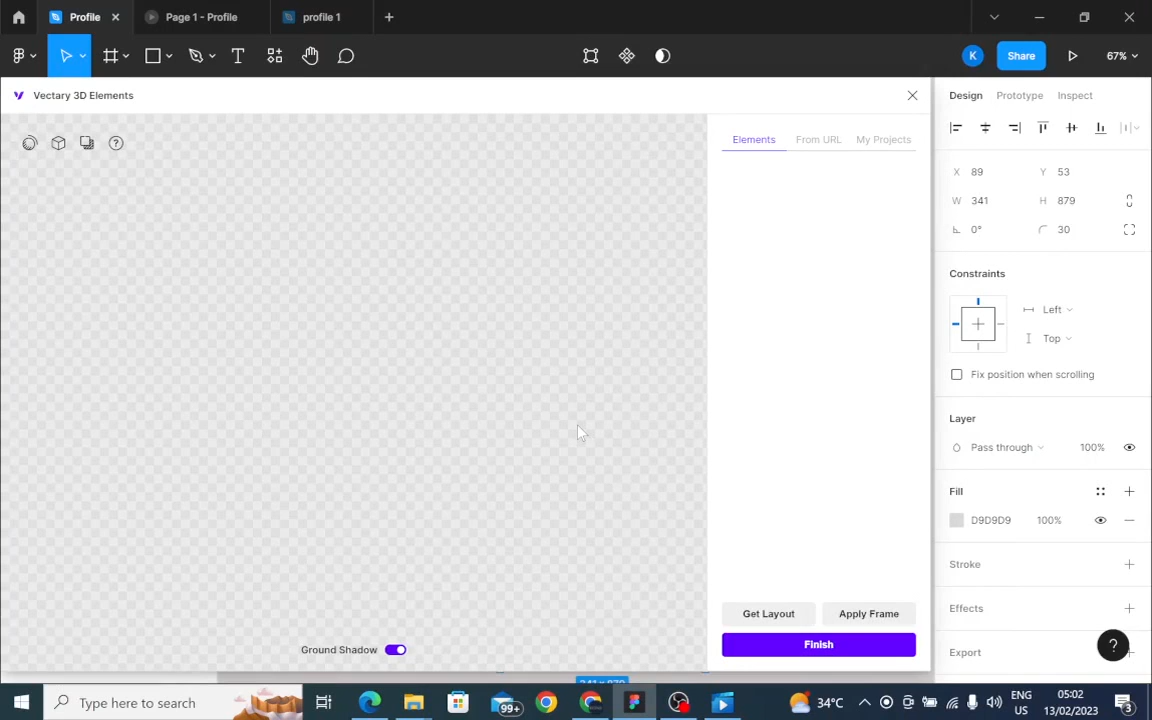 Profile
Page 1 - Profile
profile 1
K
Share
67%
Vectary 3D Elements
Design
Prototype
Inspect
Elements
From URL
My Projects
X 89
Y 53
W 341
H 879
0°
30
Constraints
Left
Top
Fix position when scrolling
Layer
Pass through
100%
Fill
D9D9D9
100%
Stroke
Effects
Export
?
Get Layout
Apply Frame
Ground Shadow
Finish
Type here to search
99+
34°C
ENG
US
05:02
13/02/2023
3